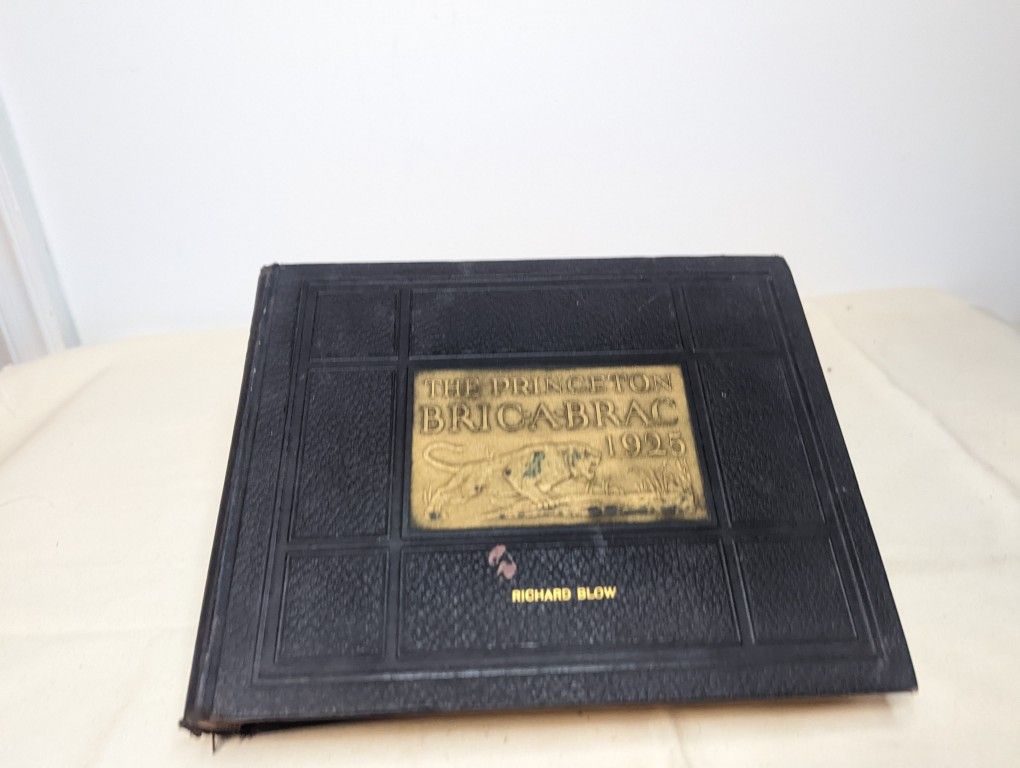 THE PRINCETON
BRIC-A-BRAC
1925
RICHARD BLOW